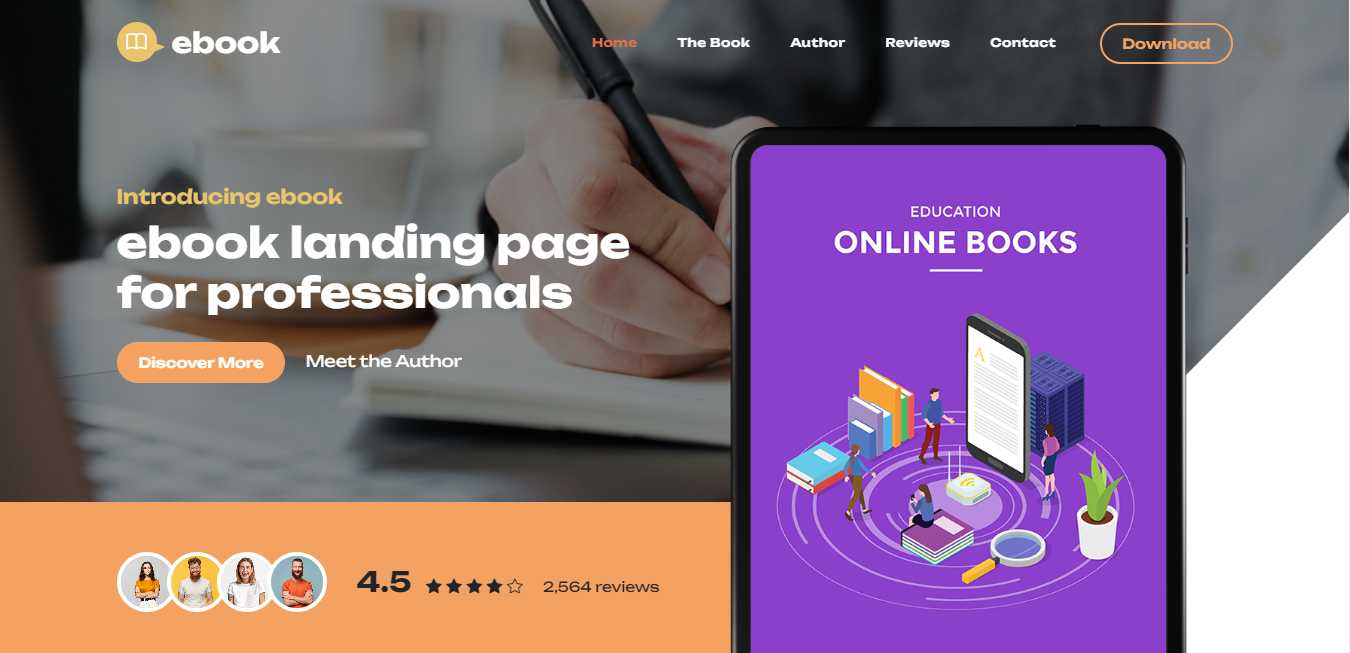 ebook
Home The Book Author Reviews Contact Download
Introducing ebook
ebook landing page
for professionals
Discover More Meet the Author
EDUCATION
ONLINE BOOKS
A
4.5 2,564 reviews